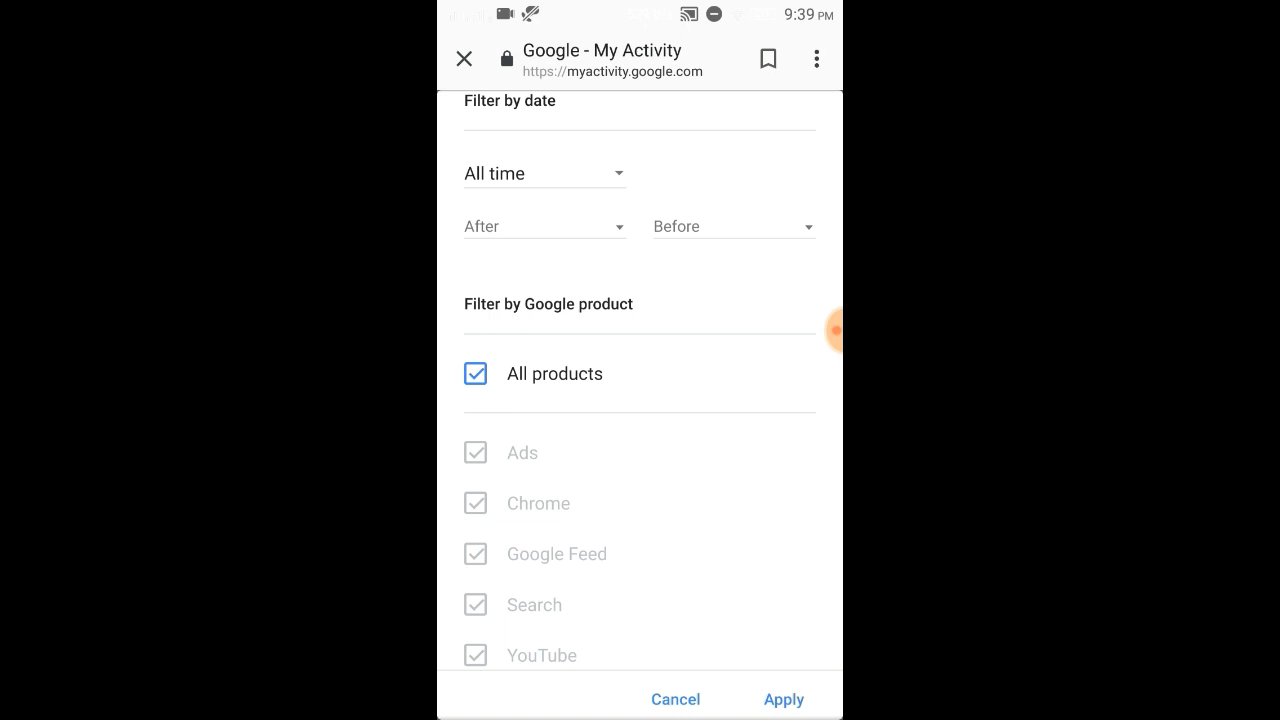 9:39 PM
Google - My Activity
https://myactivity.google.com
Filter by date
All time
After Before
Filter by Google product
All products
Ads
Chrome
Google Feed
Search
YouTube
Cancel Apply